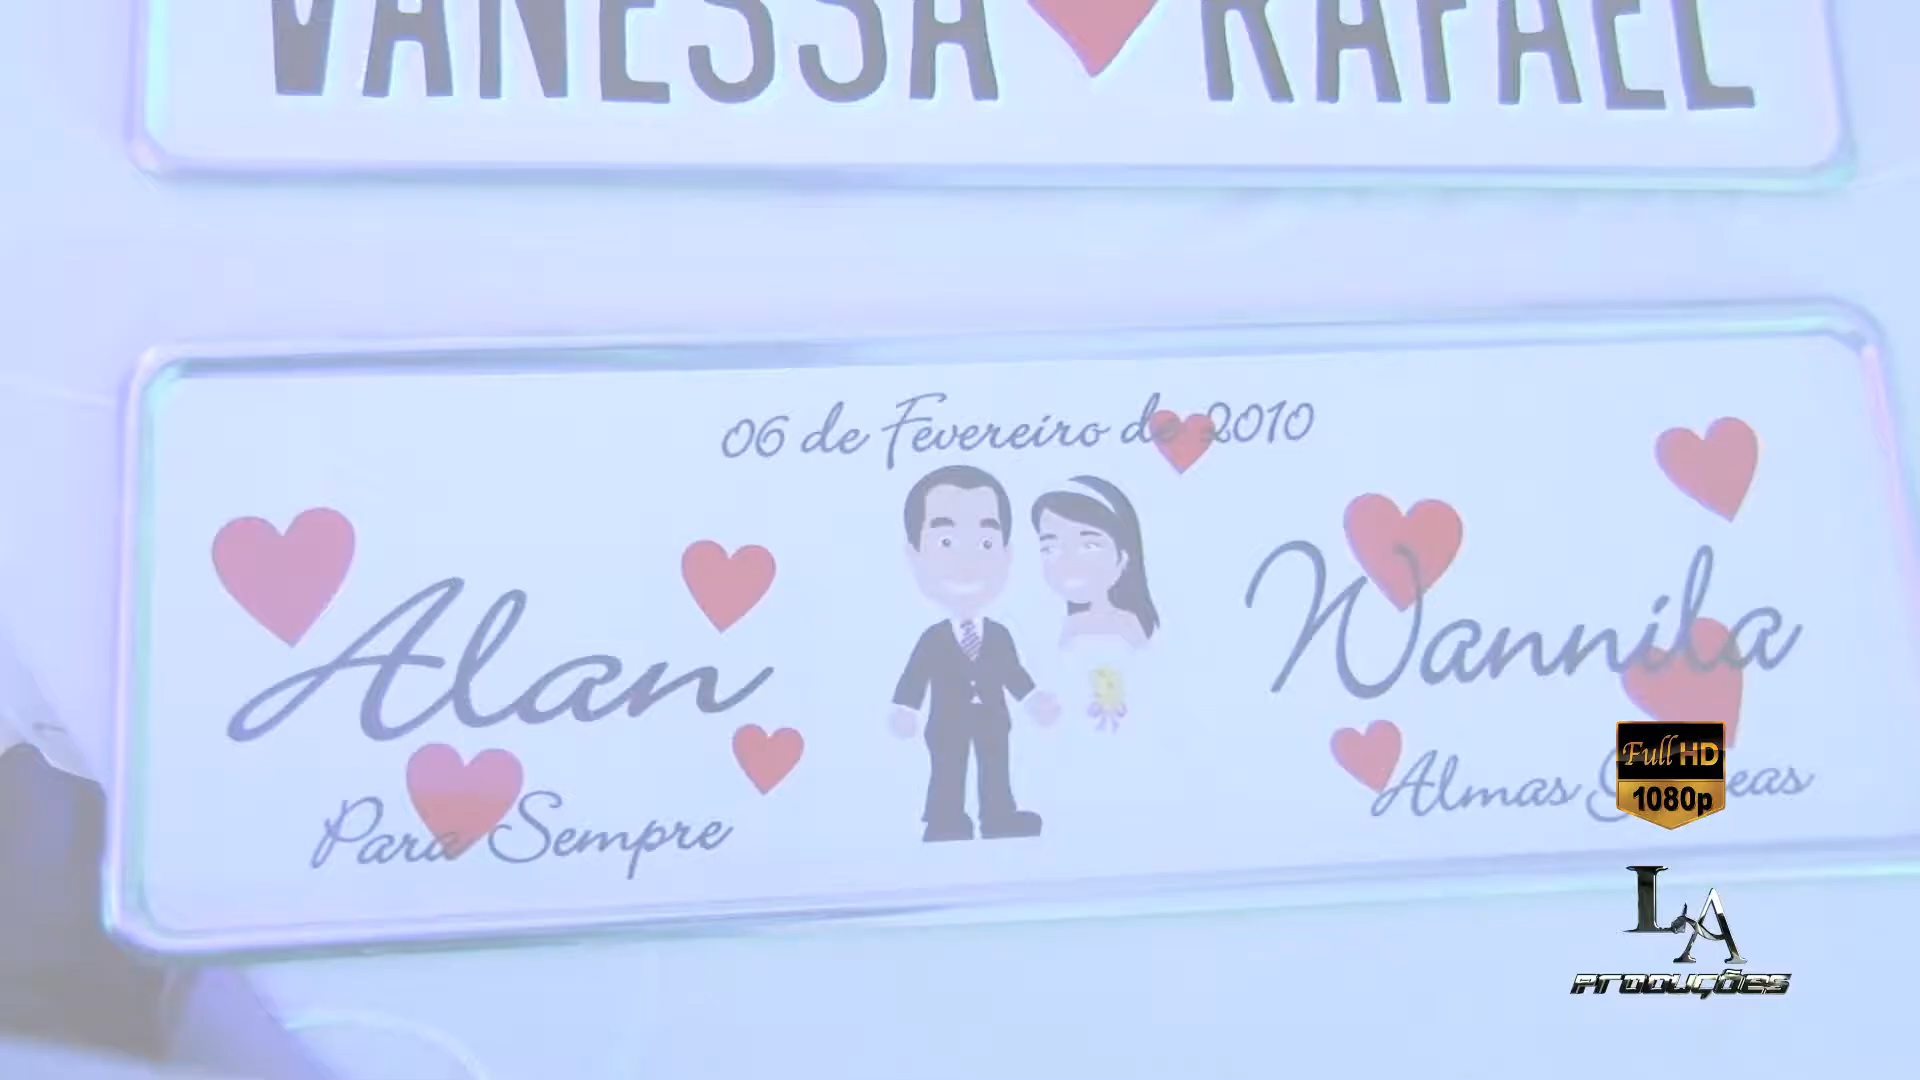 VANESSA RAFAEL
06 de Fevereiro de 2010
Alan
Wannila
Para Sempre
Almas
Full HD
1080p
LA
PRODUÇÕES